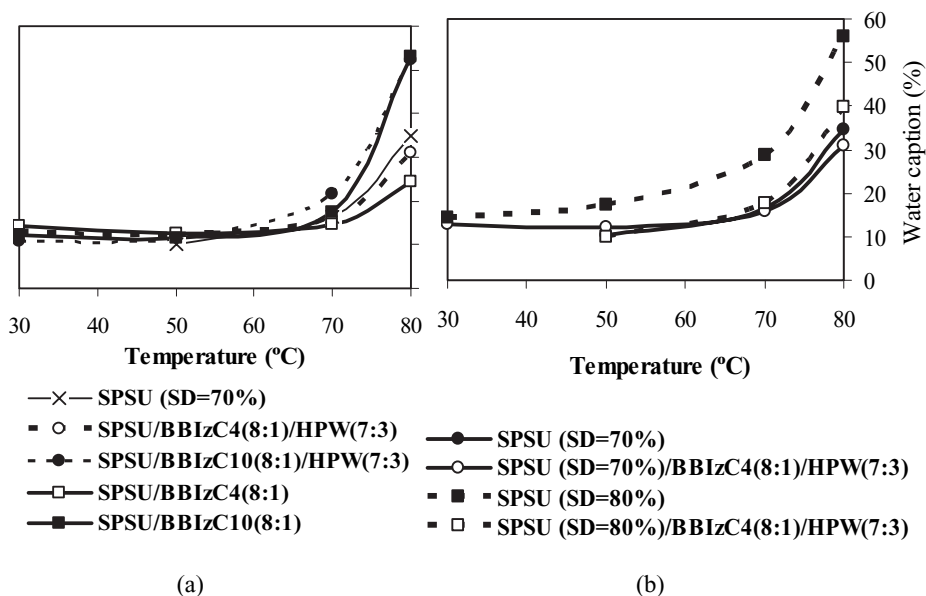 60
50
40
30
20
10
0
Water caption (%)
30 40 50 60 70 80
Temperature (ºC)
SPSU (SD=70%)
SPSU/BBIzC4(8:1)/HPW(7:3)
SPSU/BBIzC10(8:1)/HPW(7:3)
SPSU/BBIzC4(8:1)
SPSU/BBIzC10(8:1)
(a)
30 40 50 60 70 80
Temperature (ºC)
SPSU (SD=70%)
SPSU (SD=70%)/BBIzC4(8:1)/HPW(7:3)
SPSU (SD=80%)
SPSU (SD=80%)/BBIzC4(8:1)/HPW(7:3)
(b)